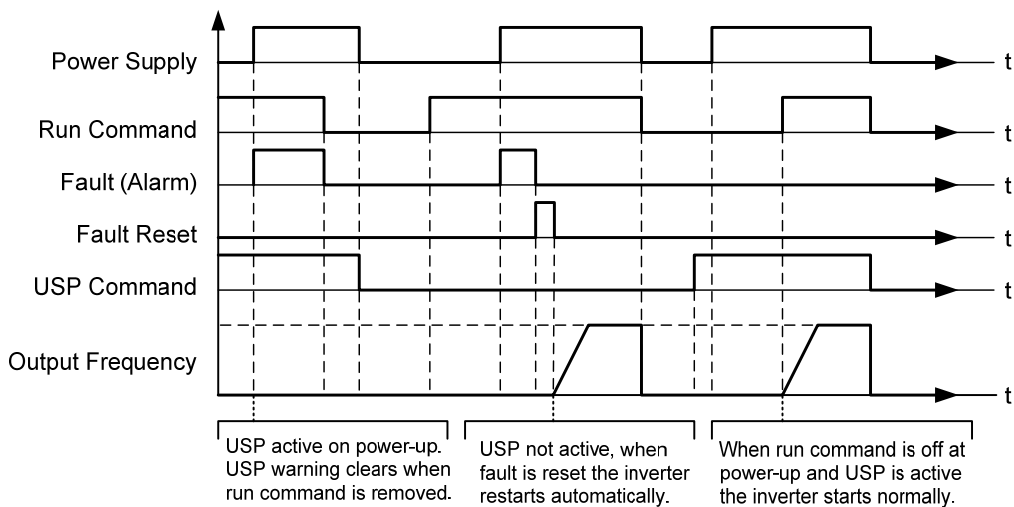 Power Supply
t
Run Command
t
Fault (Alarm)
t
Fault Reset
t
USP Command
t
Output Frequency
t
USP active on power-up.
USP warning clears when
run command is removed.
USP not active, when
fault is reset the inverter
restarts automatically.
When run command is off at
power-up and USP is active
the inverter starts normally.